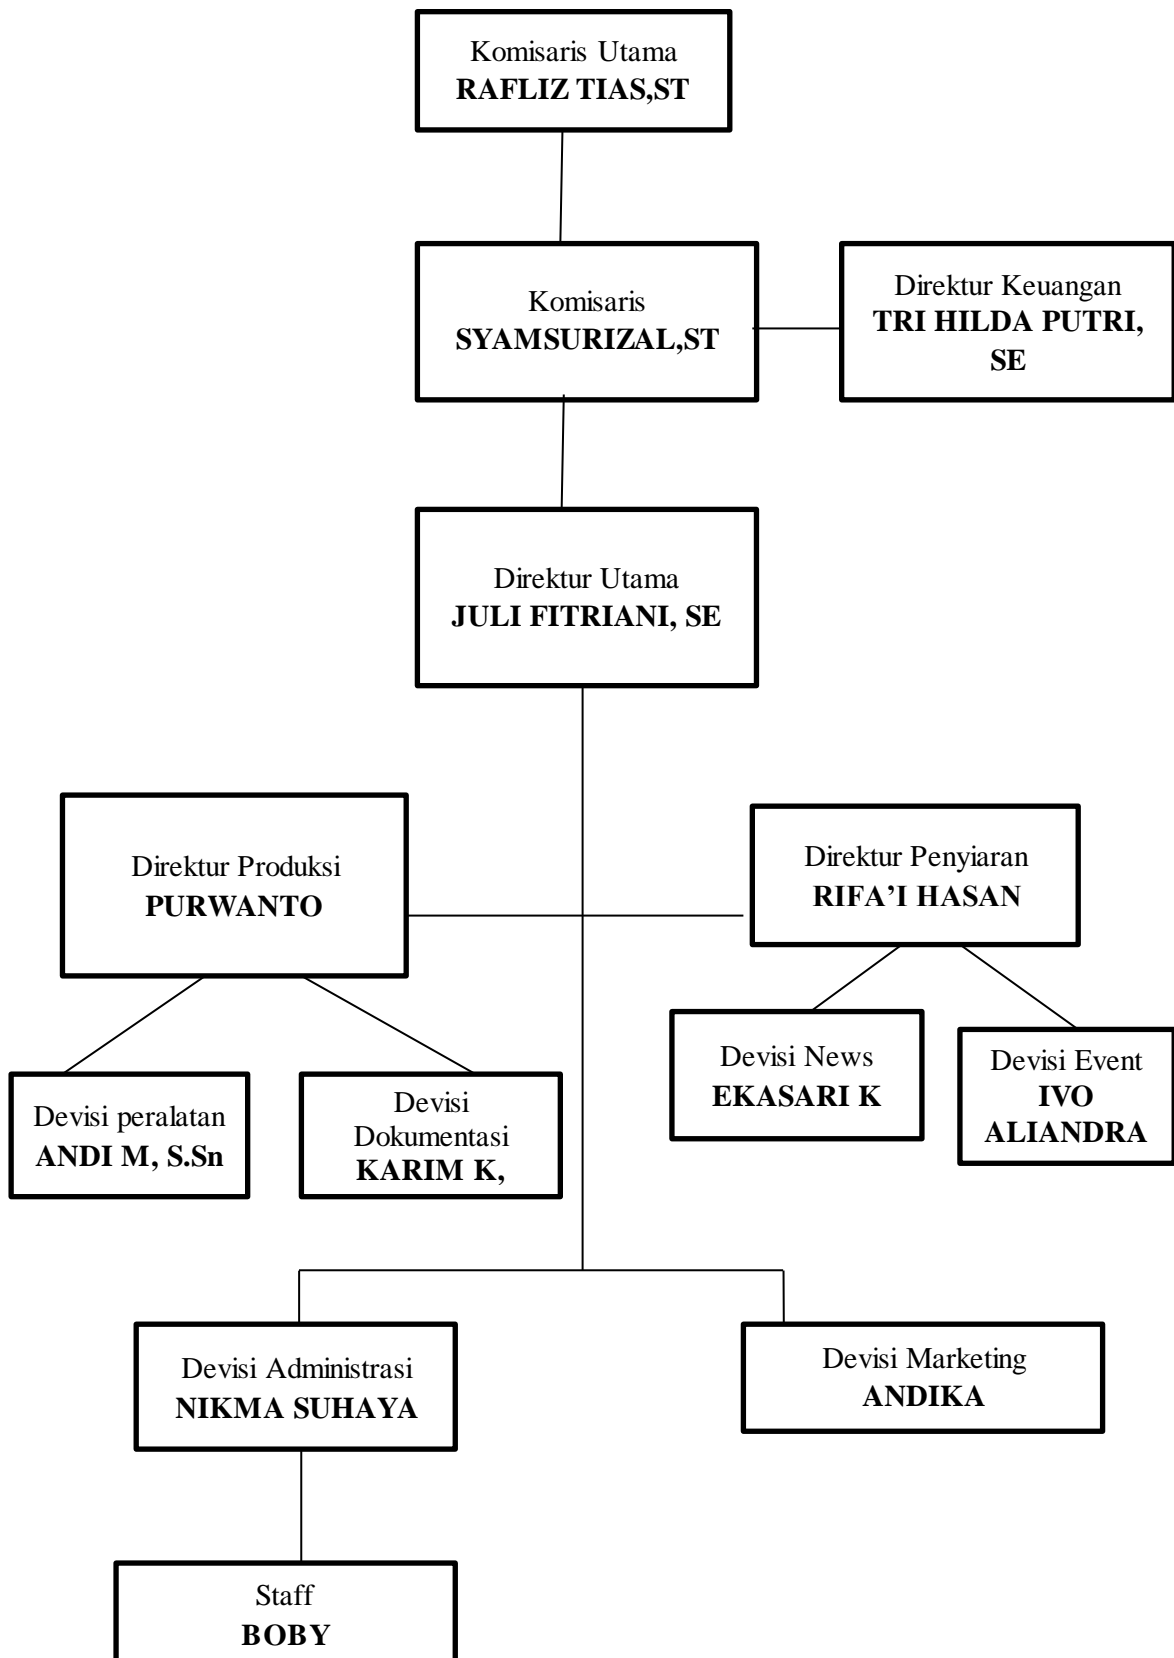 Komisaris Utama
RAFLIZ TIAS,ST
Komisaris
SYAMSURIZAL,ST
Direktur Keuangan
TRI HILDA PUTRI,
SE
Direktur Utama
JULI FITRIANI, SE
Direktur Produksi
PURWANTO
Direktur Penyiaran
RIFA’I HASAN
Devisi peralatan
ANDI M, S.Sn
Devisi
Dokumentasi
KARIM K,
Devisi News
EKASARI K
Devisi Event
IVO
ALIANDRA
Devisi Administrasi
NIKMA SUHAYA
Devisi Marketing
ANDIKA
Staff
BOBY